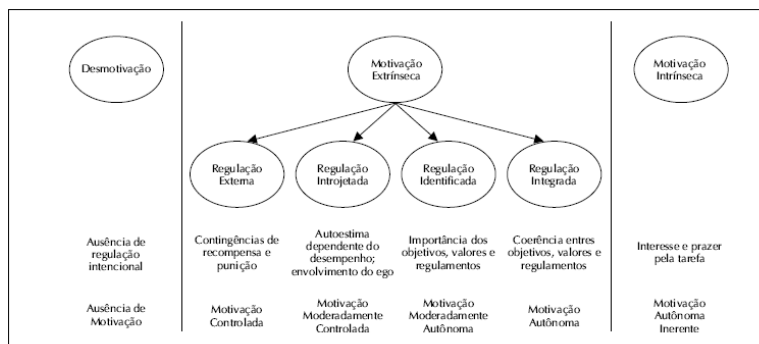 Desmotivação
Motivação
Extrínseca
Motivação
Intrínseca
Regulação
Externa
Regulação
Introjetada
Regulação
Identificada
Regulação
Integrada
Ausência de
regulação
intencional
Contingências de
recompensa e
punição
Autoestima
dependente do
desempenho;
envolvimento do ego
Importância dos
objetivos, valores e
regulamentos
Coerência entres
objetivos, valores e
regulamentos
Interesse e prazer
pela tarefa
Ausência de
Motivação
Motivação
Controlada
Motivação
Moderadamente
Controlada
Motivação
Moderadamente
Autônoma
Motivação
Autônoma
Motivação
Autônoma
Inerente